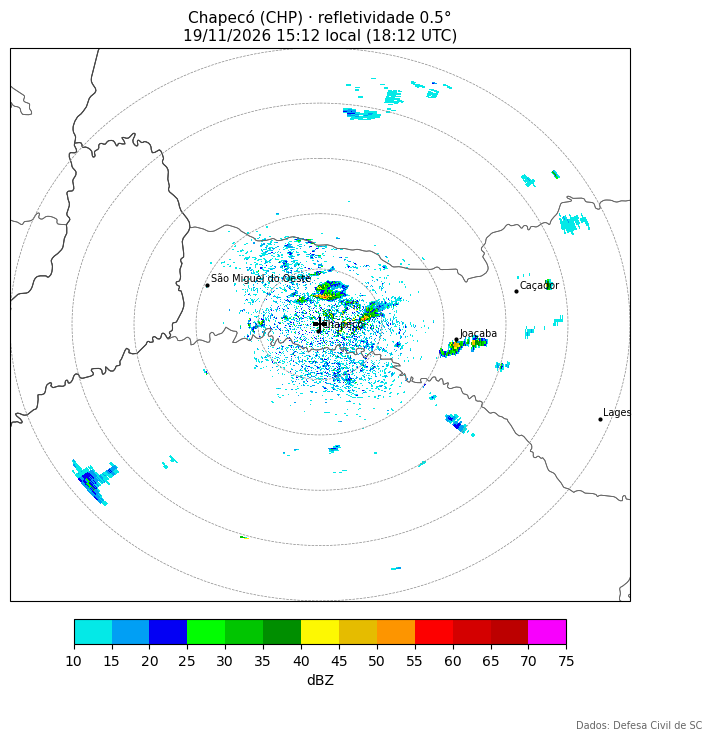 Chapecó (CHP) · refletividade 0.5°
19/11/2026 15:12 local (18:12 UTC)
São Miguel do Oeste
Caçador
Chapecó
Joaçaba
Lages
10 15 20 25 30 35 40 45 50 55 60 65 70 75
dBZ
Dados: Defesa Civil de SC